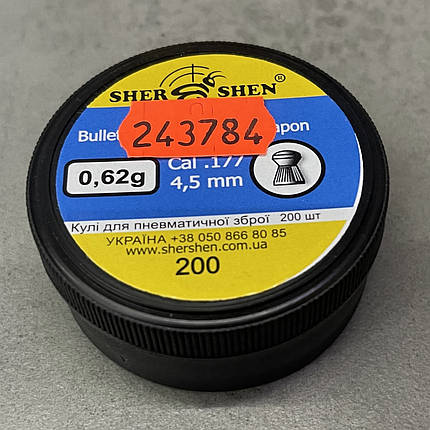 SHER SHEN ®
Bullet apon
243784
Cal .177
0,62g
4,5 mm
Кулі для пневматичної зброї 200 шт
УКРАЇНА +38 050 866 80 85
www.shershen.com.ua
200